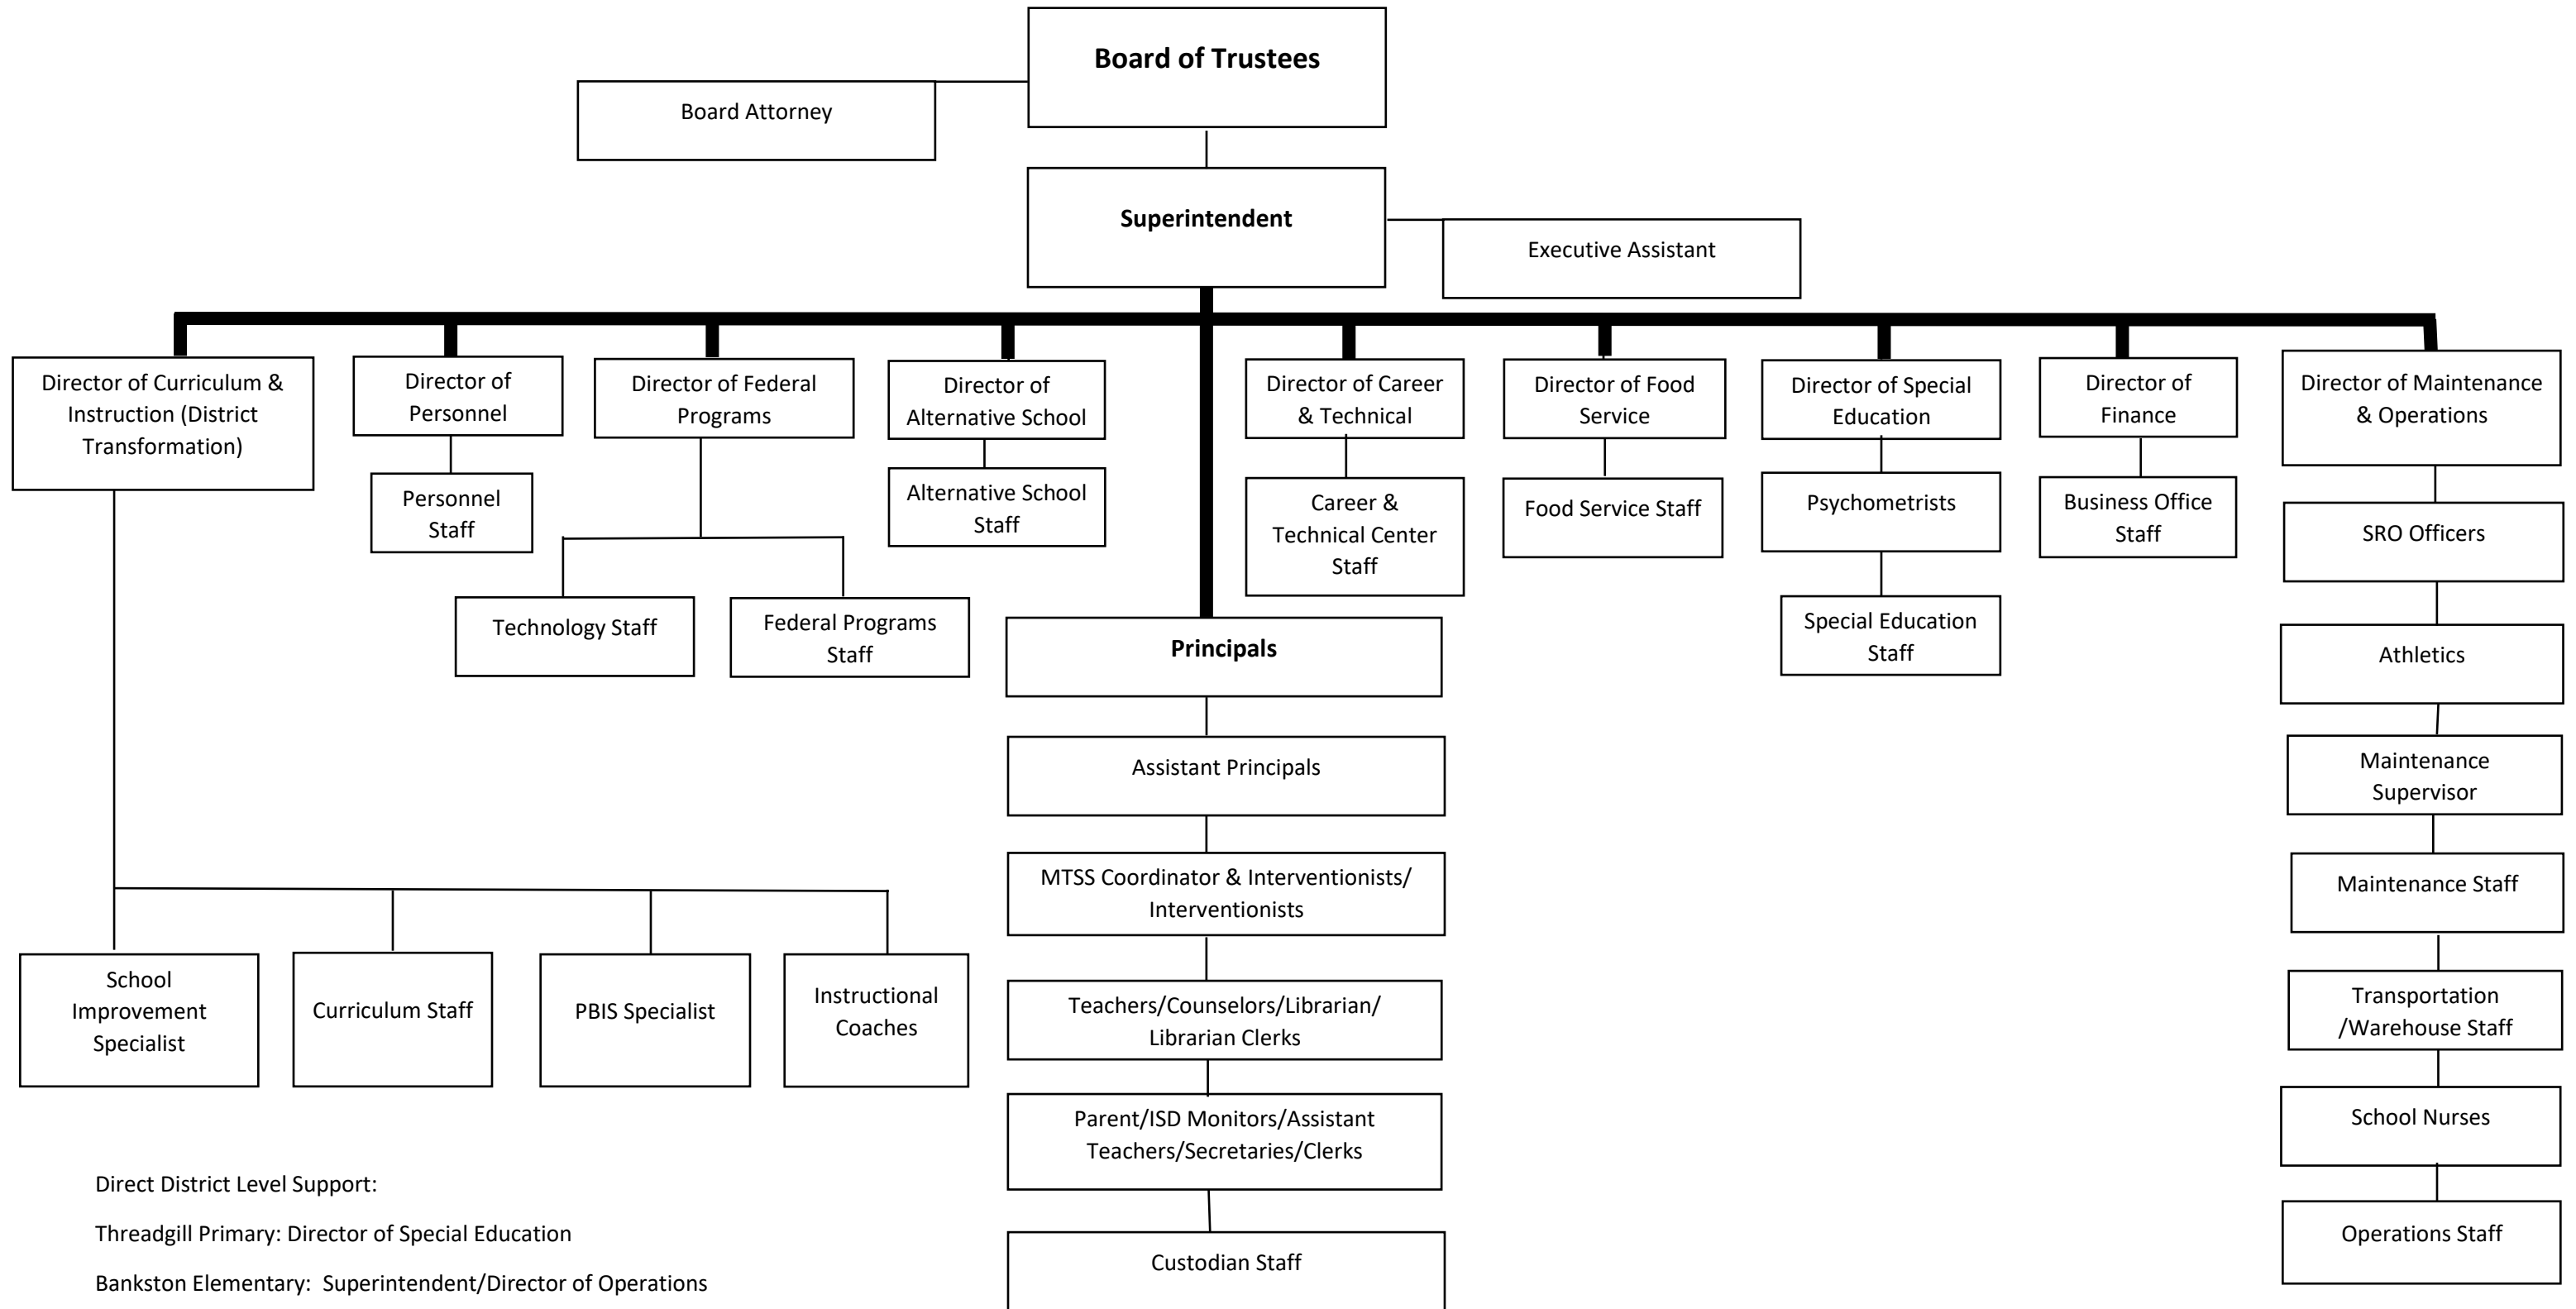 Board of Trustees
Board Attorney
Superintendent
Executive Assistant
Director of Curriculum &
Instruction (District
Transformation)
Director of
Personnel
Director of Federal
Programs
Director of
Alternative School
Director of Career
& Technical
Director of Food
Service
Director of Special
Education
Director of
Finance
Director of Maintenance
& Operations
Personnel
Staff
Alternative School
Staff
Career &
Technical Center
Staff
Food Service Staff
Psychometrists
Business Office
Staff
SRO Officers
Technology Staff
Federal Programs
Staff
Principals
Special Education
Staff
Athletics
Assistant Principals
Maintenance
Supervisor
MTSS Coordinator & Interventionists/
Interventionists
Maintenance Staff
School
Improvement
Specialist
Curriculum Staff
PBIS Specialist
Instructional
Coaches
Teachers/Counselors/Librarian/
Librarian Clerks
Transportation
/Warehouse Staff
Parent/ISD Monitors/Assistant
Teachers/Secretaries/Clerks
School Nurses
Custodian Staff
Operations Staff
Direct District Level Support:
Threadgill Primary: Director of Special Education
Bankston Elementary:  Superintendent/Director of Operations